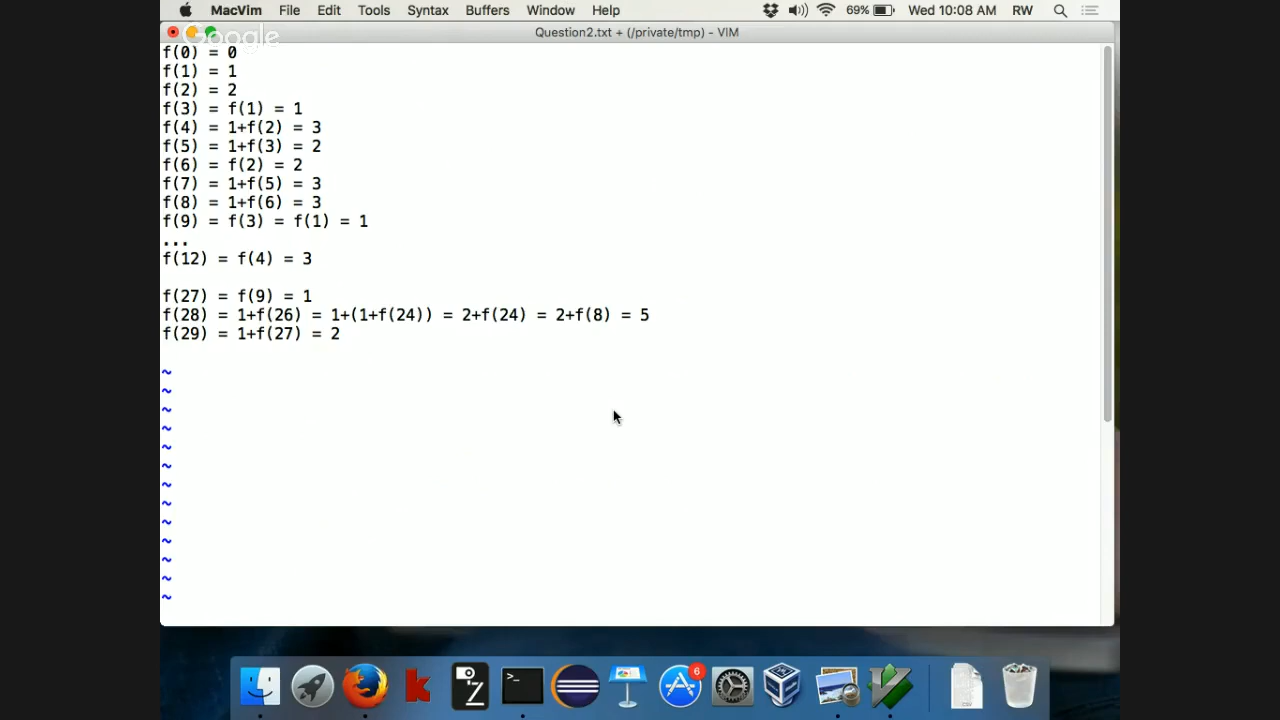 MacVim File Edit Tools Syntax Buffers Window Help 69% Wed 10:08 AM RW
Google
Question2.txt + (/private/tmp) - VIM
f(0) = 0
f(1) = 1
f(2) = 2
f(3) = f(1) = 1
f(4) = 1+f(2) = 3
f(5) = 1+f(3) = 2
f(6) = f(2) = 2
f(7) = 1+f(5) = 3
f(8) = 1+f(6) = 3
f(9) = f(3) = f(1) = 1
...
f(12) = f(4) = 3
f(27) = f(9) = 1
f(28) = 1+f(26) = 1+(1+f(24)) = 2+f(24) = 2+f(8) = 5
f(29) = 1+f(27) = 2
~
~
~
~
~
~
~
~
~
~
~
~
~
6